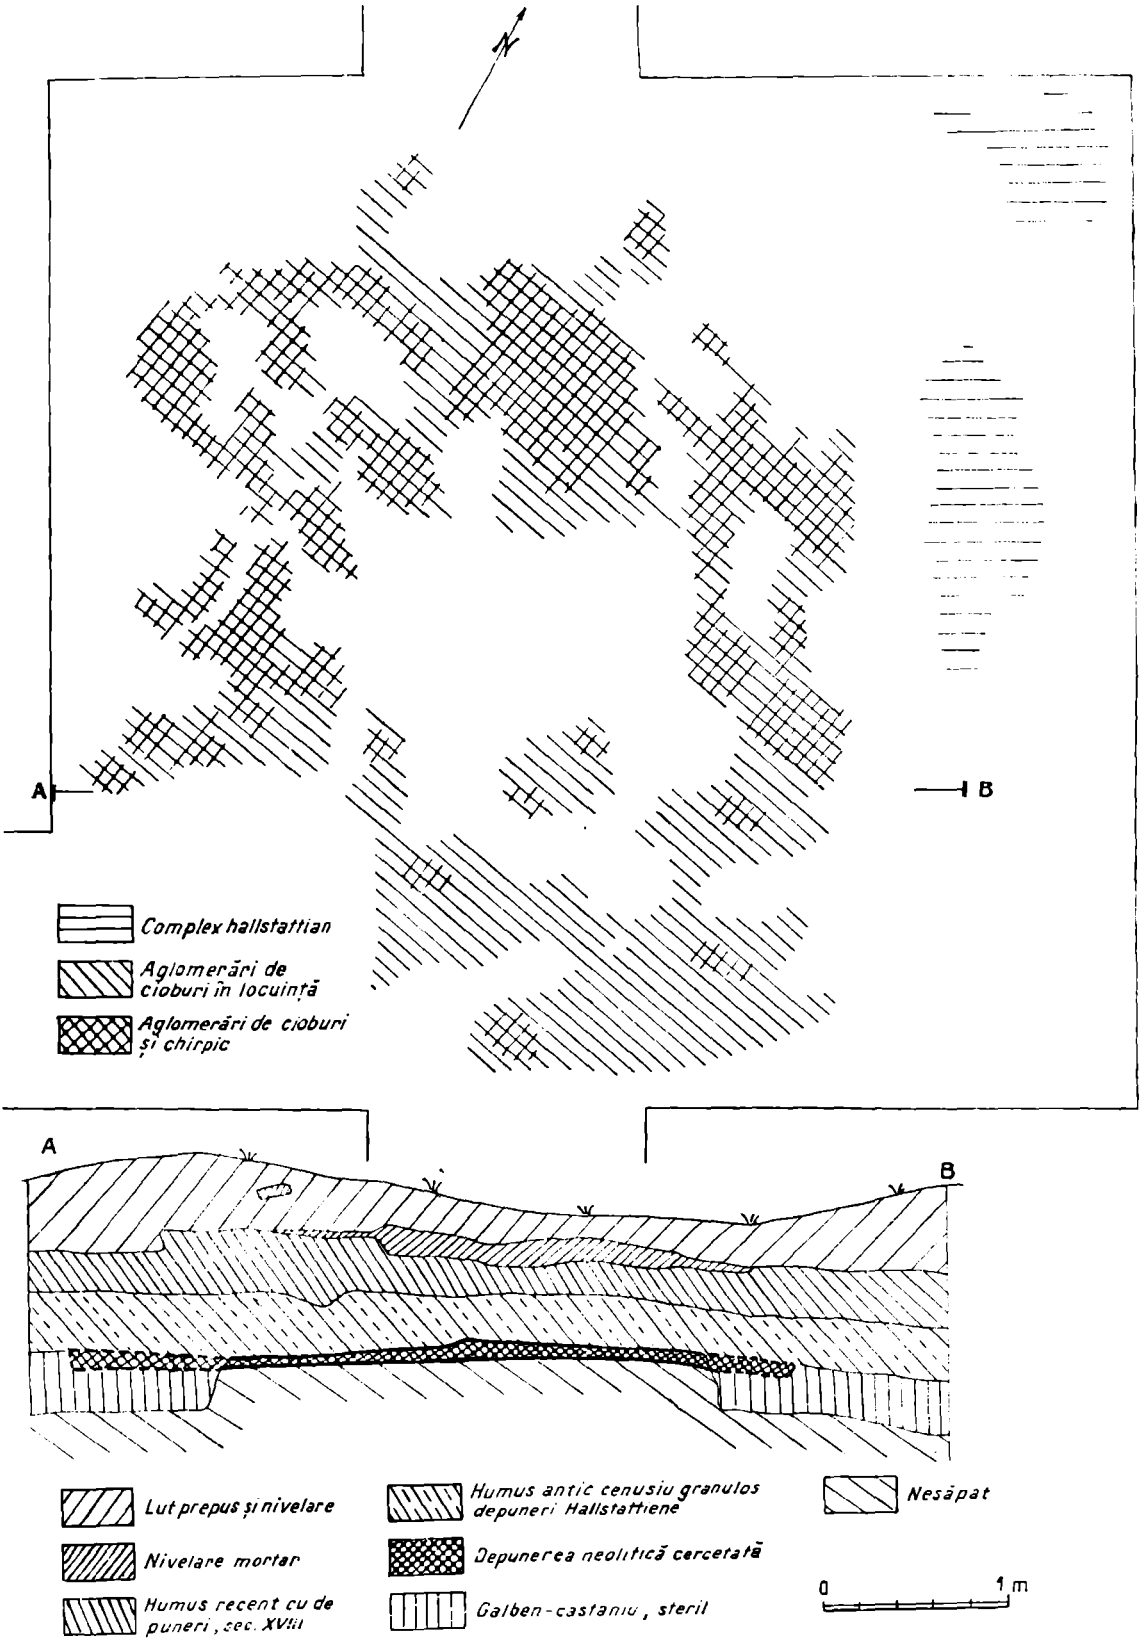 N
A
B
Complex hallstattian
Aglomerări de
cioburi în locuință
Aglomerări de cioburi
și chirpic
A
B
Lut prepus și nivelare
Nivelare mortar
Humus recent cu de
puneri, sec. XVIII
Humus antic cenusiu granulos
depuneri Hallstattiene
Depunerea neolitică cercetată
Galben-castaniu, steril
Nesăpat
0 1 m